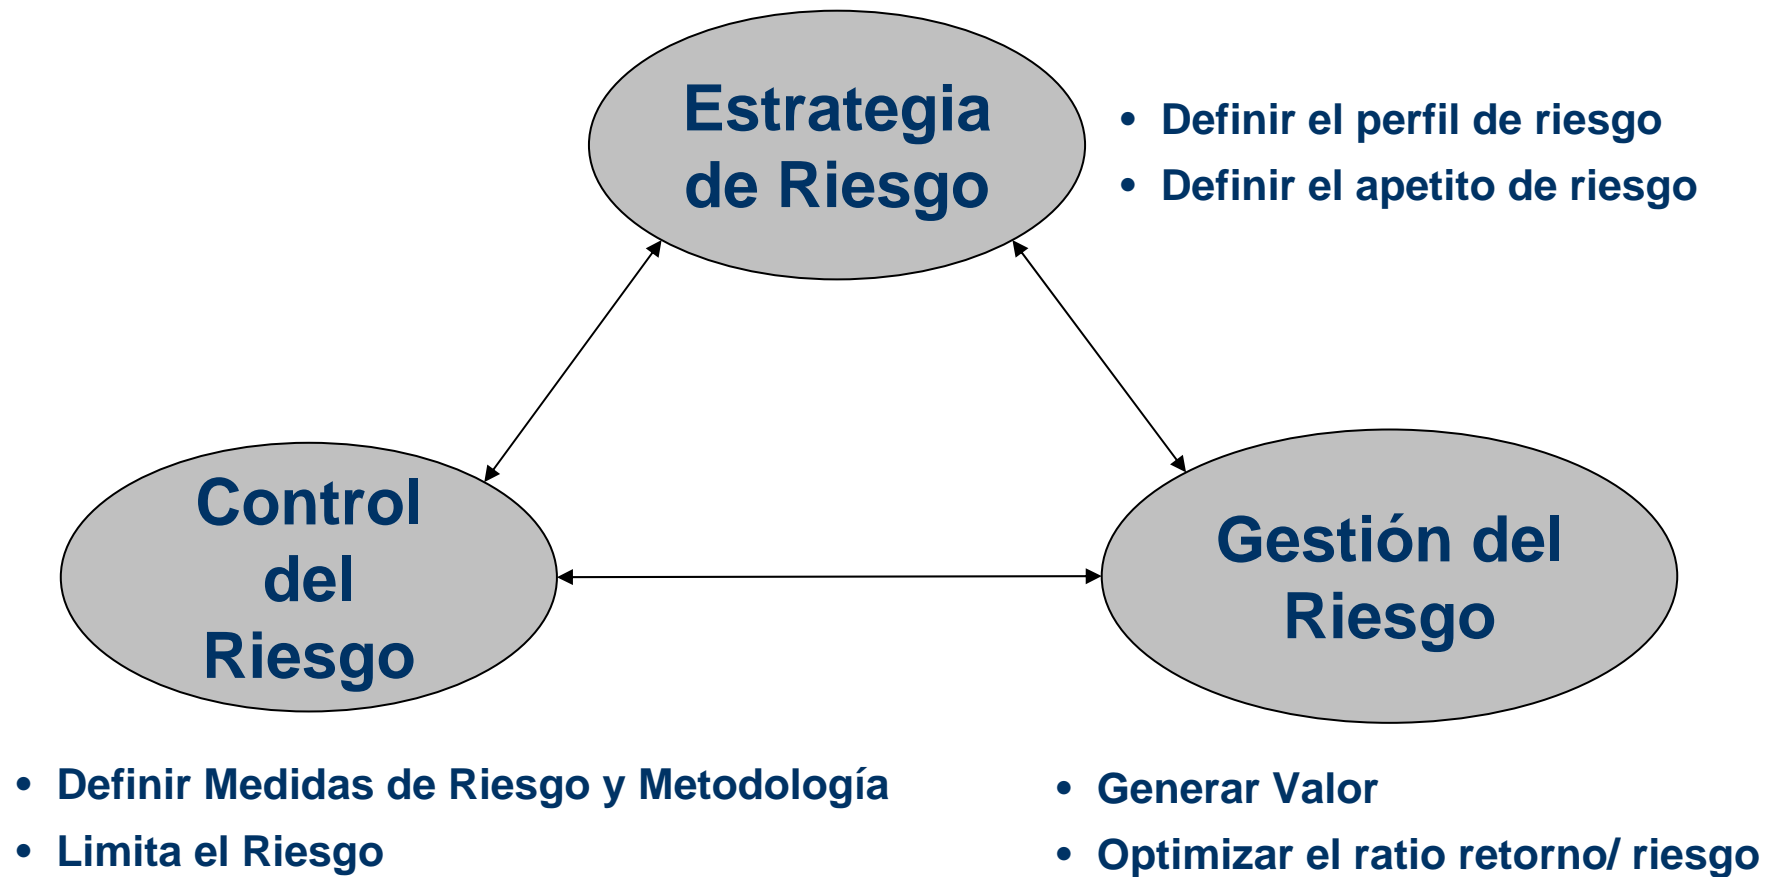 Estrategia
de Riesgo
• Definir el perfil de riesgo
• Definir el apetito de riesgo
Control
del
Riesgo
Gestión del
Riesgo
• Definir Medidas de Riesgo y Metodología
• Limita el Riesgo
• Generar Valor
• Optimizar el ratio retorno/ riesgo